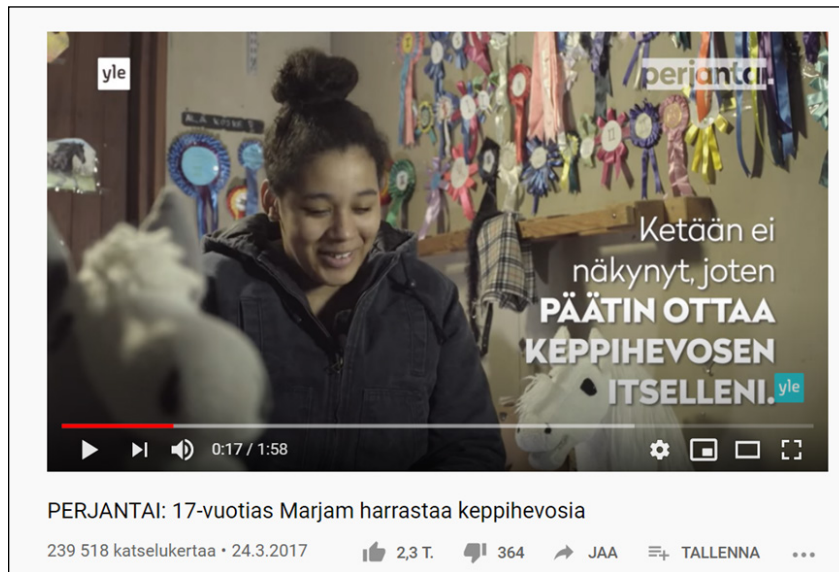 yle
perjantai.
Ketään ei
näkynyt, joten
PÄÄTIN OTTAA
KEPPIHEVOSEN
ITSELLENI.
yle
0:17 / 1:58
PERJANTAI: 17-vuotias Marjam harrastaa keppihevosia
239 518 katselukertaa • 24.3.2017 2,3 T. 364 JAA TALLENNA